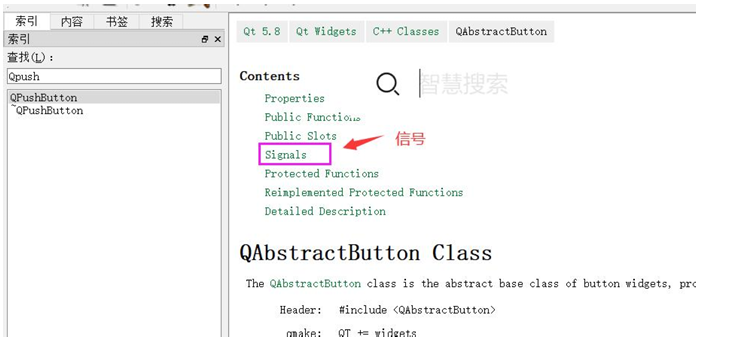 索引 内容 书签 搜索
索引
查找(L):
Qpush
QPushButton
~QPushButton
Qt 5.8 Qt Widgets C++ Classes QAbstractButton
Contents
智慧搜索
Properties
Public Functions
Public Slots
Signals
信号
Protected Functions
Reimplemented Protected Functions
Detailed Description
QAbstractButton Class
The QAbstractButton class is the abstract base class of button widgets, pro
Header: #include <QAbstractButton>
qmake: QT += widgets